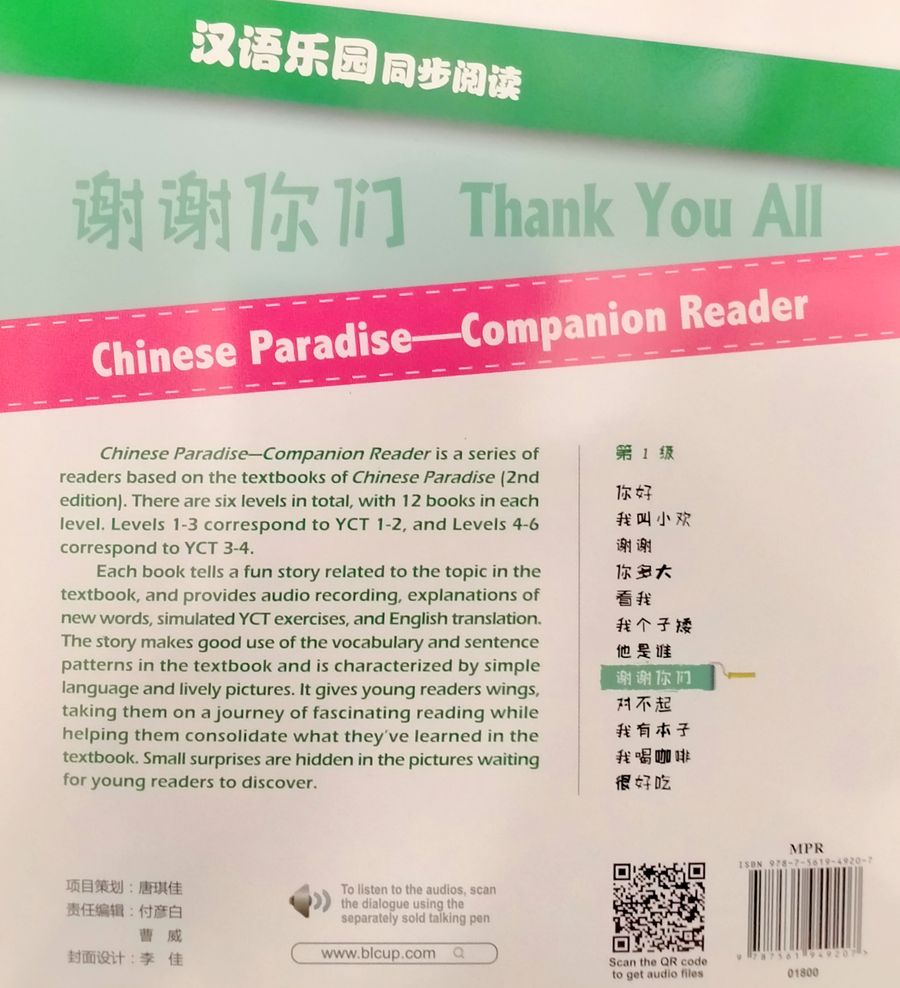 汉语乐园 同步阅读
谢谢你们 Thank You All
Chinese Paradise—Companion Reader
Chinese Paradise—Companion Reader is a series of
readers based on the textbooks of Chinese Paradise (2nd
edition). There are six levels in total, with 12 books in each
level. Levels 1-3 correspond to YCT 1-2, and Levels 4-6
correspond to YCT 3-4.
Each book tells a fun story related to the topic in the
textbook, and provides audio recording, explanations of
new words, simulated YCT exercises, and English translation.
The story makes good use of the vocabulary and sentence
patterns in the textbook and is characterized by simple
language and lively pictures. It gives young readers wings,
taking them on a journey of fascinating reading while
helping them consolidate what they've learned in the
textbook. Small surprises are hidden in the pictures waiting
for young readers to discover.
第 1 级
你好
我叫小欢
谢谢
你多大
看我
我个子矮
他是谁
谢谢你们
对不起
我有本子
我喝咖啡
很好吃
项目策划：唐琪佳
责任编辑：付彦白
曹 威
封面设计：李 佳
To listen to the audios, scan
the dialogue using the
separately sold talking pen
www.blcup.com
Scan the QR code
to get audio files
MPR
ISBN 978-7-5619-4920-7
9 787561 949207 >
01800